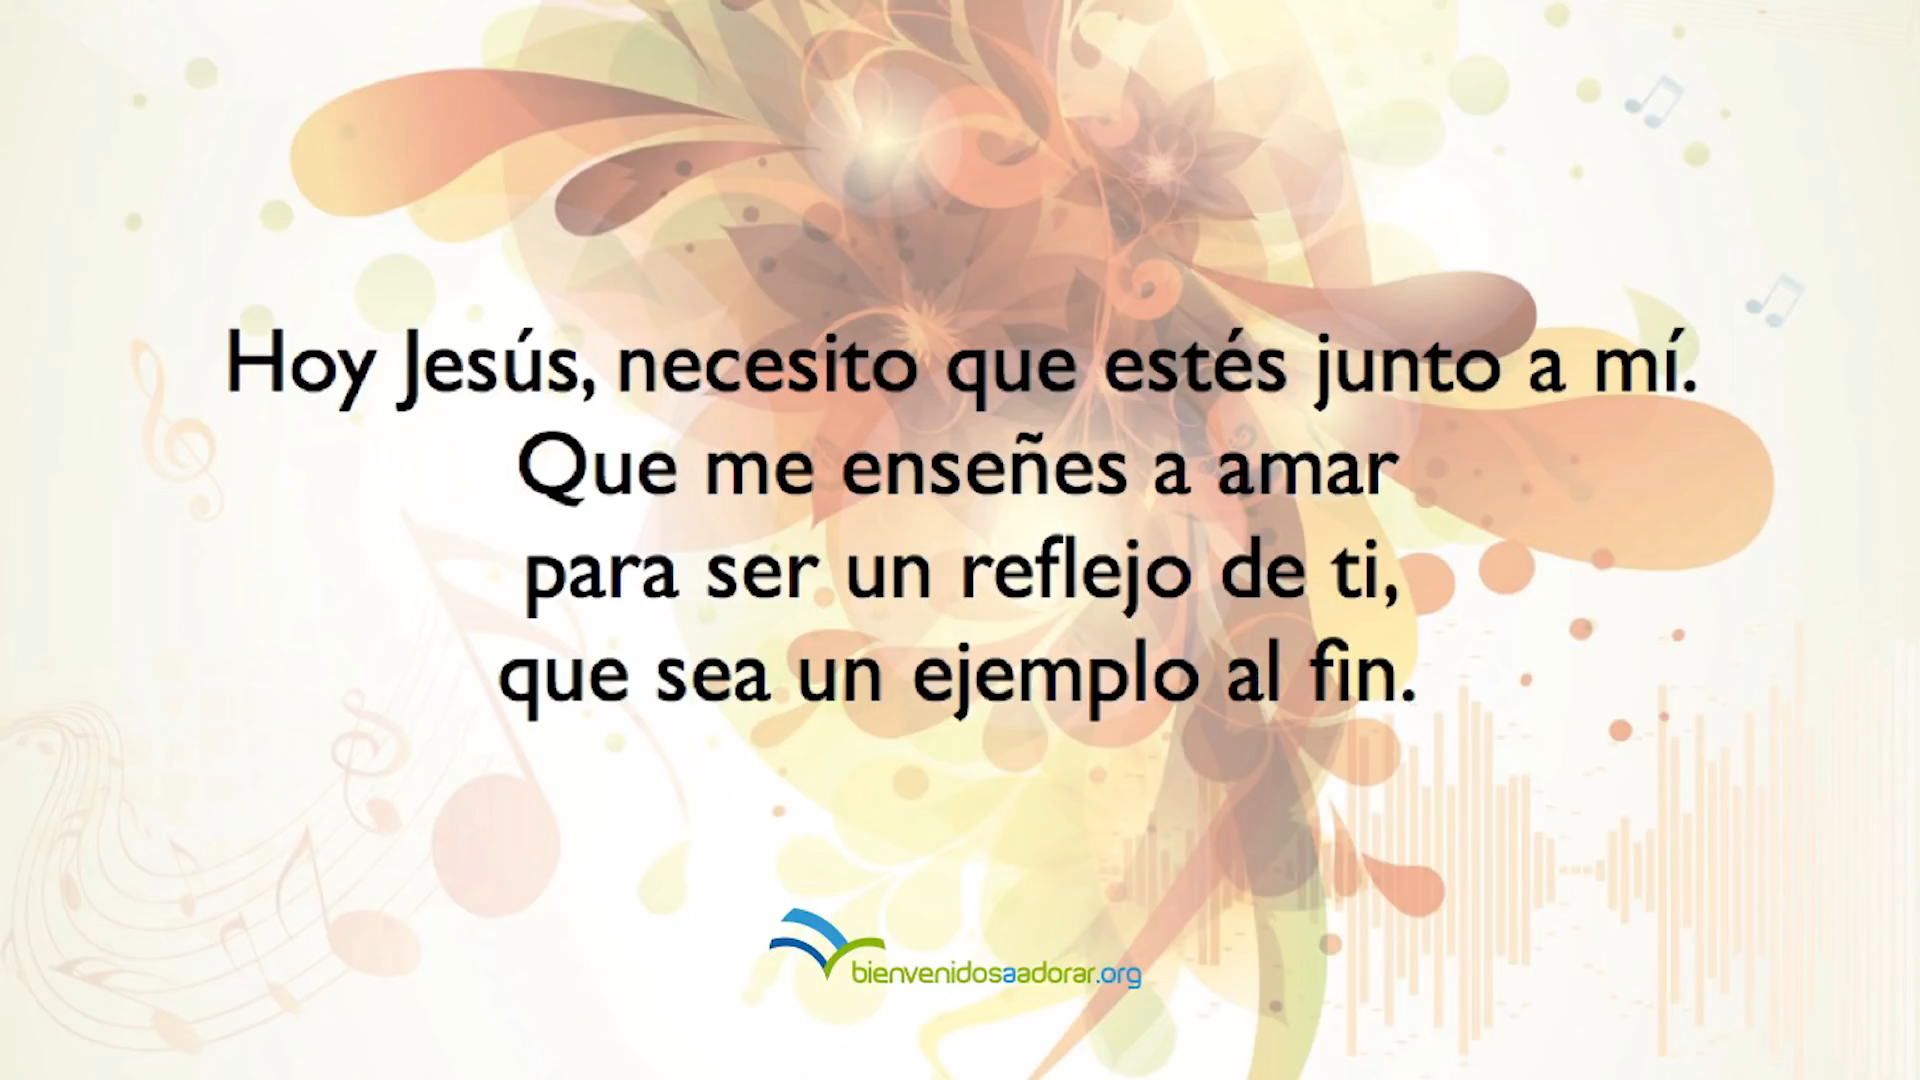 Hoy Jesús, necesito que estés junto a mí.
Que me enseñes a amar
para ser un reflejo de ti,
que sea un ejemplo al fin.
bienvenidosaadorar.org